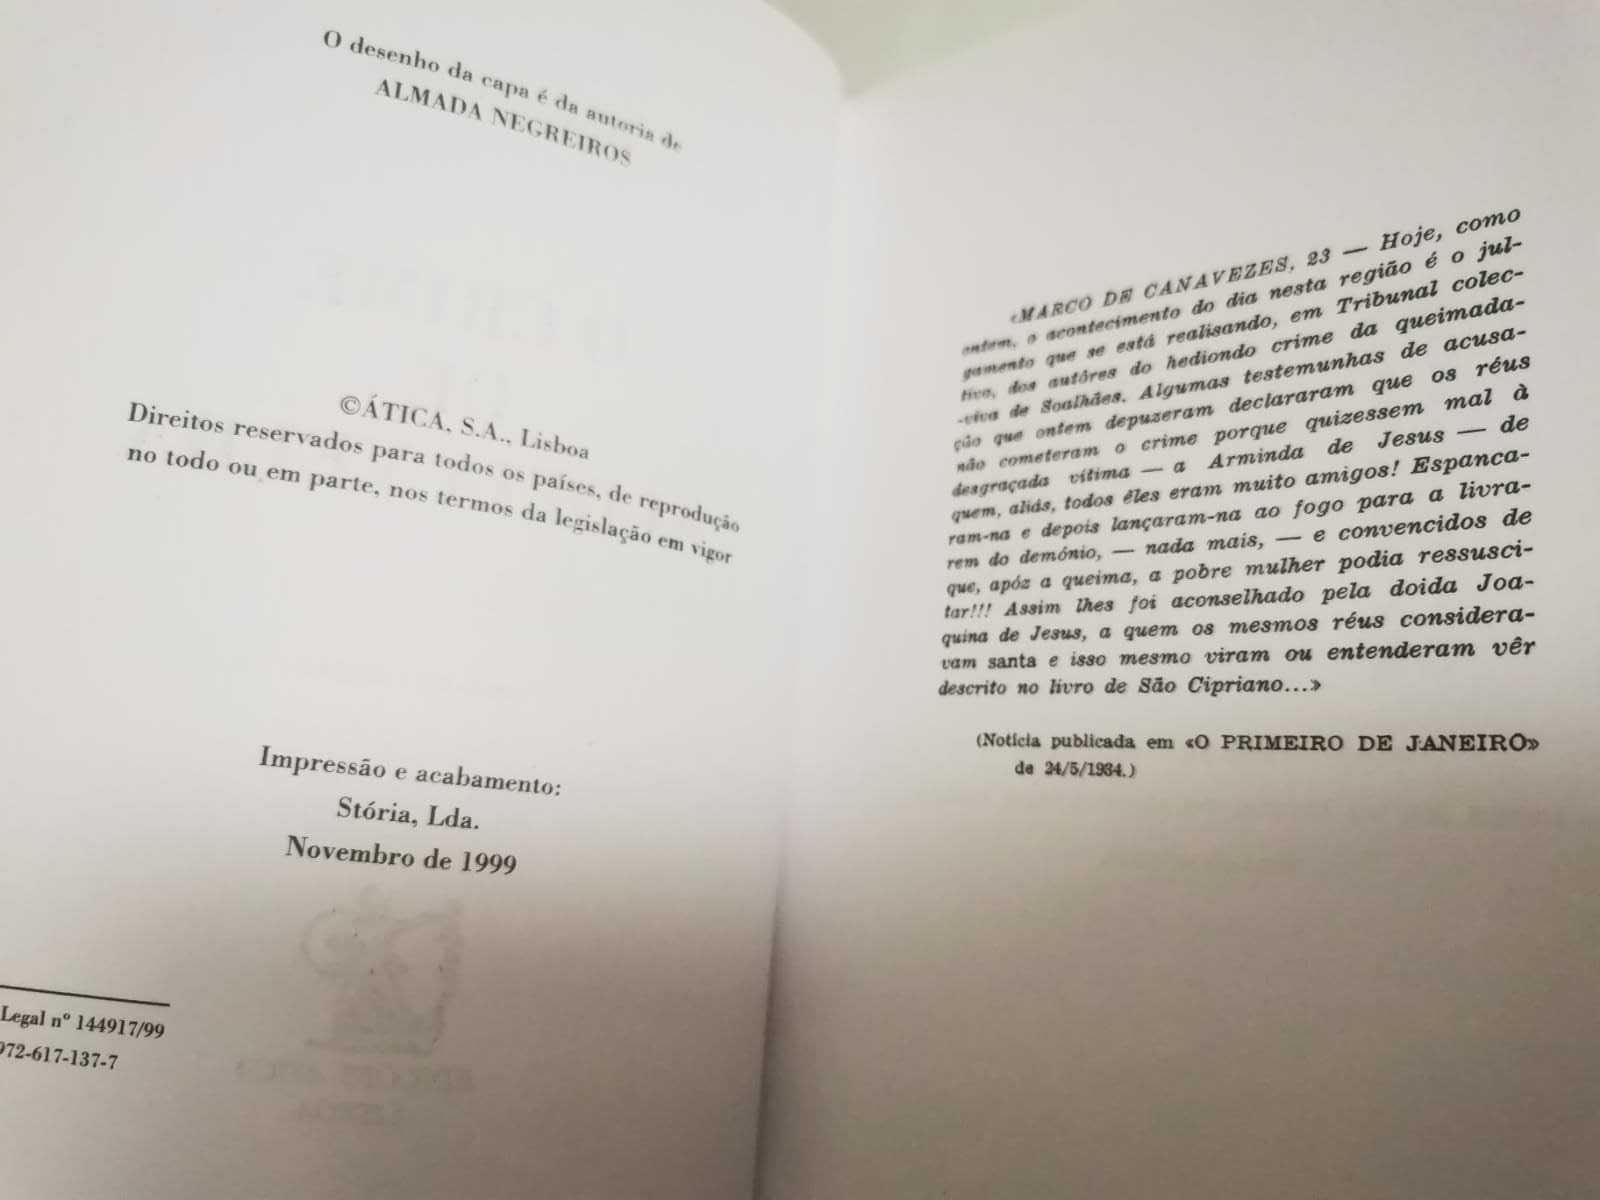 O desenho da capa é da autoria de
ALMADA NEGREIROS
©ÁTICA, S.A., Lisboa
Direitos reservados para todos os países, de reprodução
no todo ou em parte, nos termos da legislação em vigor
Impressão e acabamento:
Stória, Lda.
Novembro de 1999
Legal nº 144917/99
972-617-137-7
«MARCO DE CANAVEZES, 23 — Hoje, como
ontem, o acontecimento do dia nesta região é o jul-
gamento que se está realisando, em Tribunal colec-
tivo, dos autôres do hediondo crime da queimada-
-viva de Soalhães. Algumas testemunhas de acusa-
ção que ontem depuzeram declararam que os réus
não cometeram o crime porque quizessem mal à
desgraçada vítima — a Arminda de Jesus — de
quem, aliás, todos êles eram muito amigos! Espanca-
ram-na e depois lançaram-na ao fogo para a livra-
rem do demónio, — nada mais, — e convencidos de
que, apóz a queima, a pobre mulher podia ressusci-
tar!!! Assim lhes foi aconselhado pela doida Joa-
quina de Jesus, a quem os mesmos réus considera-
vam santa e isso mesmo viram ou entenderam vêr
descrito no livro de São Cipriano...»
(Notícia publicada em «O PRIMEIRO DE JANEIRO»
de 24/5/1934.)